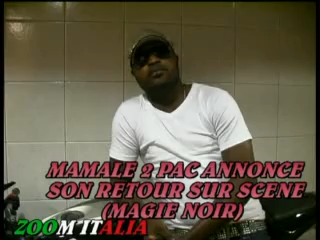 MAMALE 2 PAC ANNONCE
SON RETOUR SUR SCENE
(MAGIE NOIR)
ZOOM'ITALIA